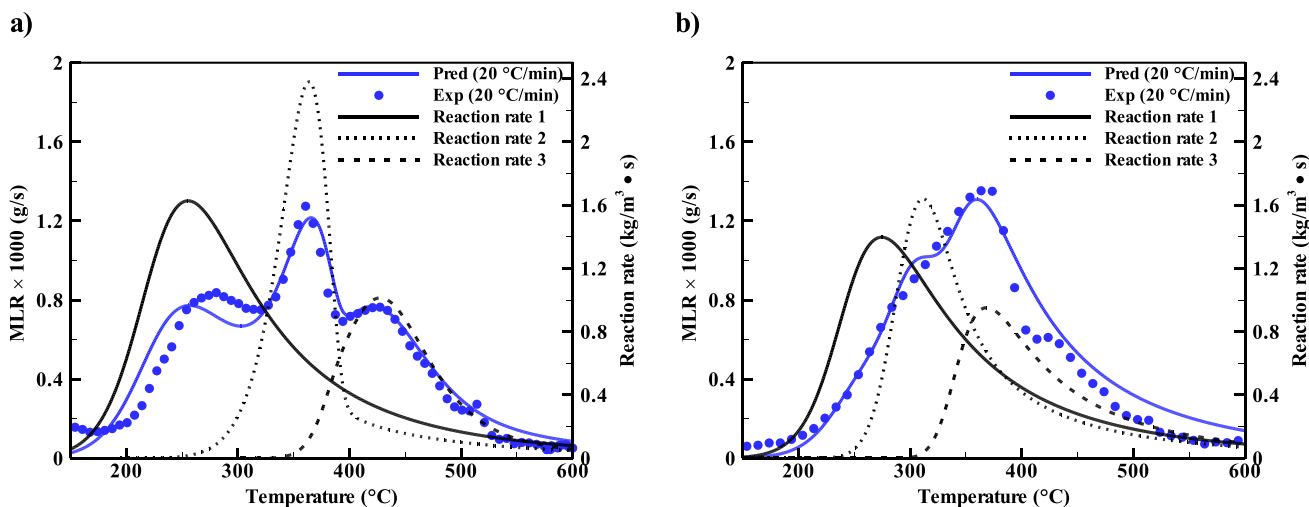 a)
2
1.6
1.2
0.8
0.4
0
MLR × 1000 (g/s)
2.4
2
1.6
1.2
0.8
0.4
0
Reaction rate (kg/m³ • s)
Pred (20 °C/min)
Exp (20 °C/min)
Reaction rate 1
Reaction rate 2
Reaction rate 3
200
300
400
500
600
Temperature (°C)
b)
2
1.6
1.2
0.8
0.4
0
MLR × 1000 (g/s)
2.4
2
1.6
1.2
0.8
0.4
0
Reaction rate (kg/m³ • s)
Pred (20 °C/min)
Exp (20 °C/min)
Reaction rate 1
Reaction rate 2
Reaction rate 3
200
300
400
500
600
Temperature (°C)